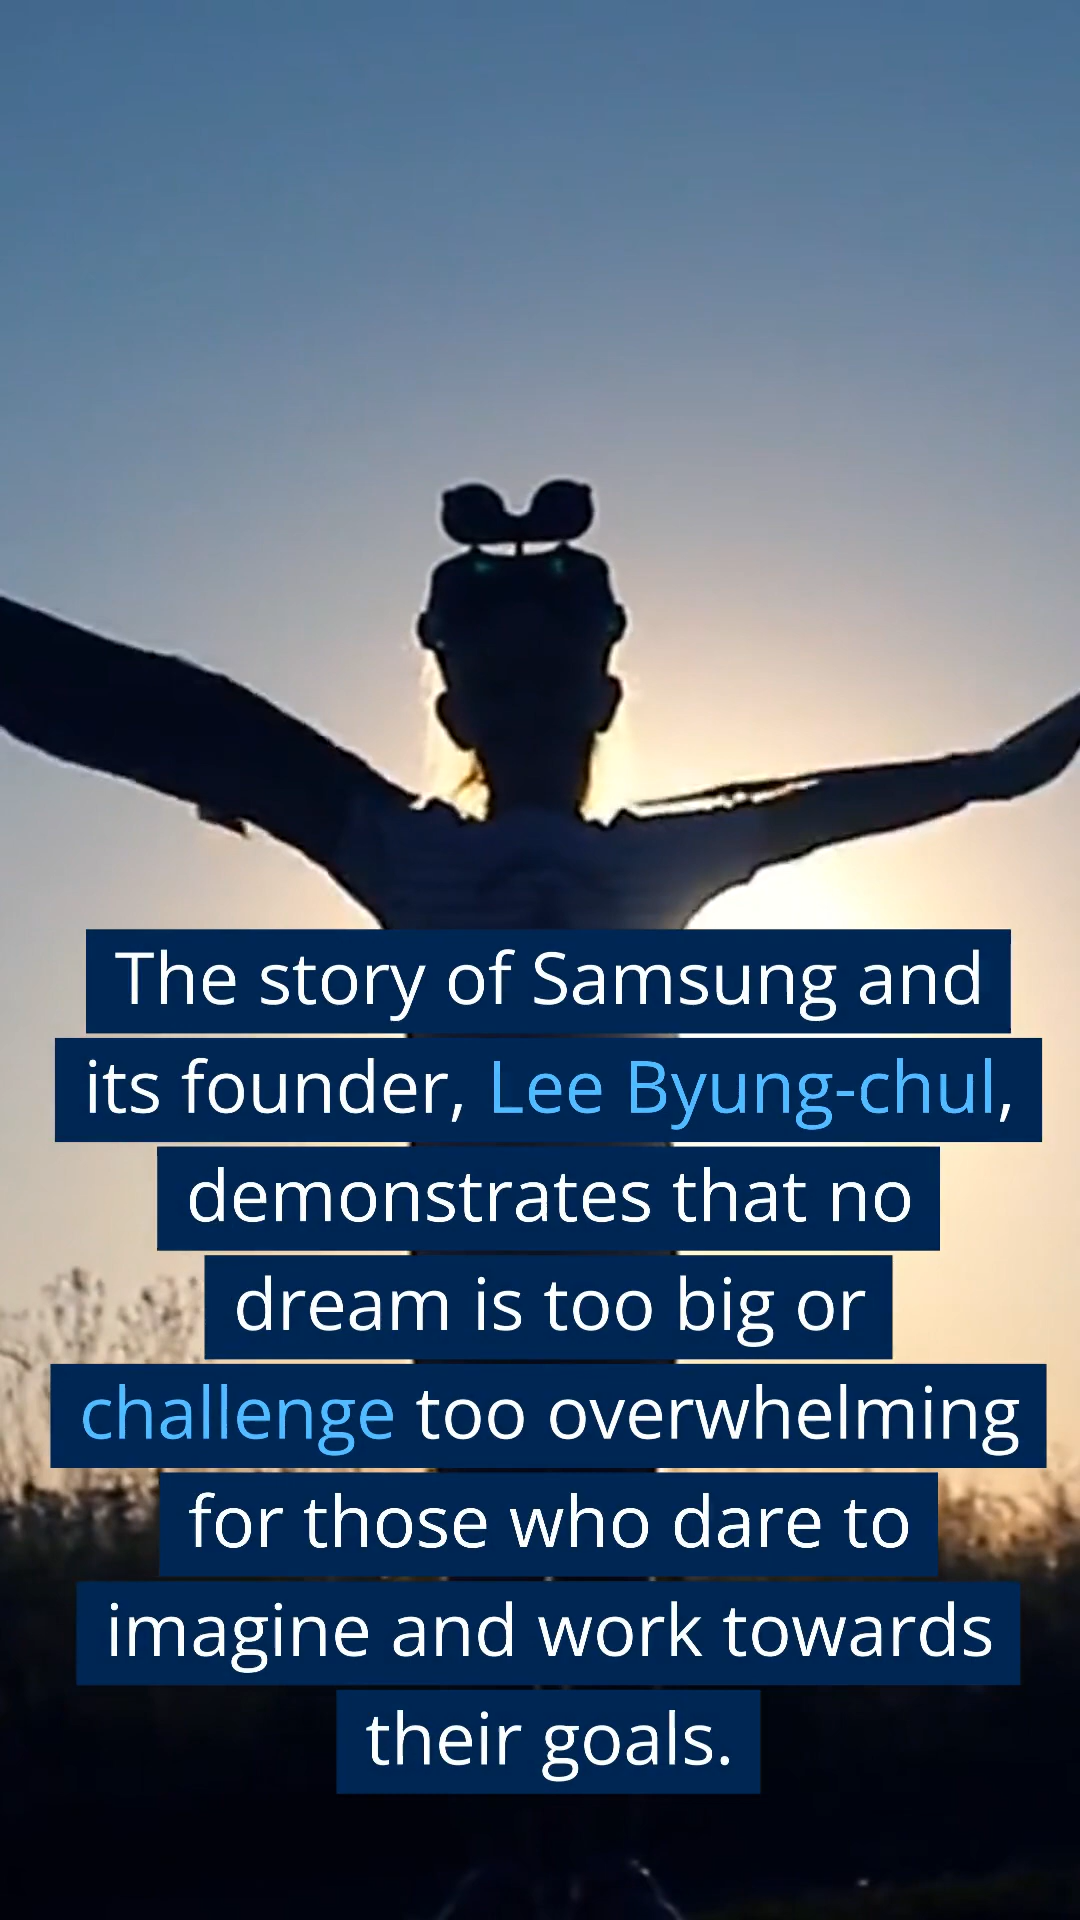 The story of Samsung and
its founder, Lee Byung-chul,
demonstrates that no
dream is too big or
challenge too overwhelming
for those who dare to
imagine and work towards
their goals.